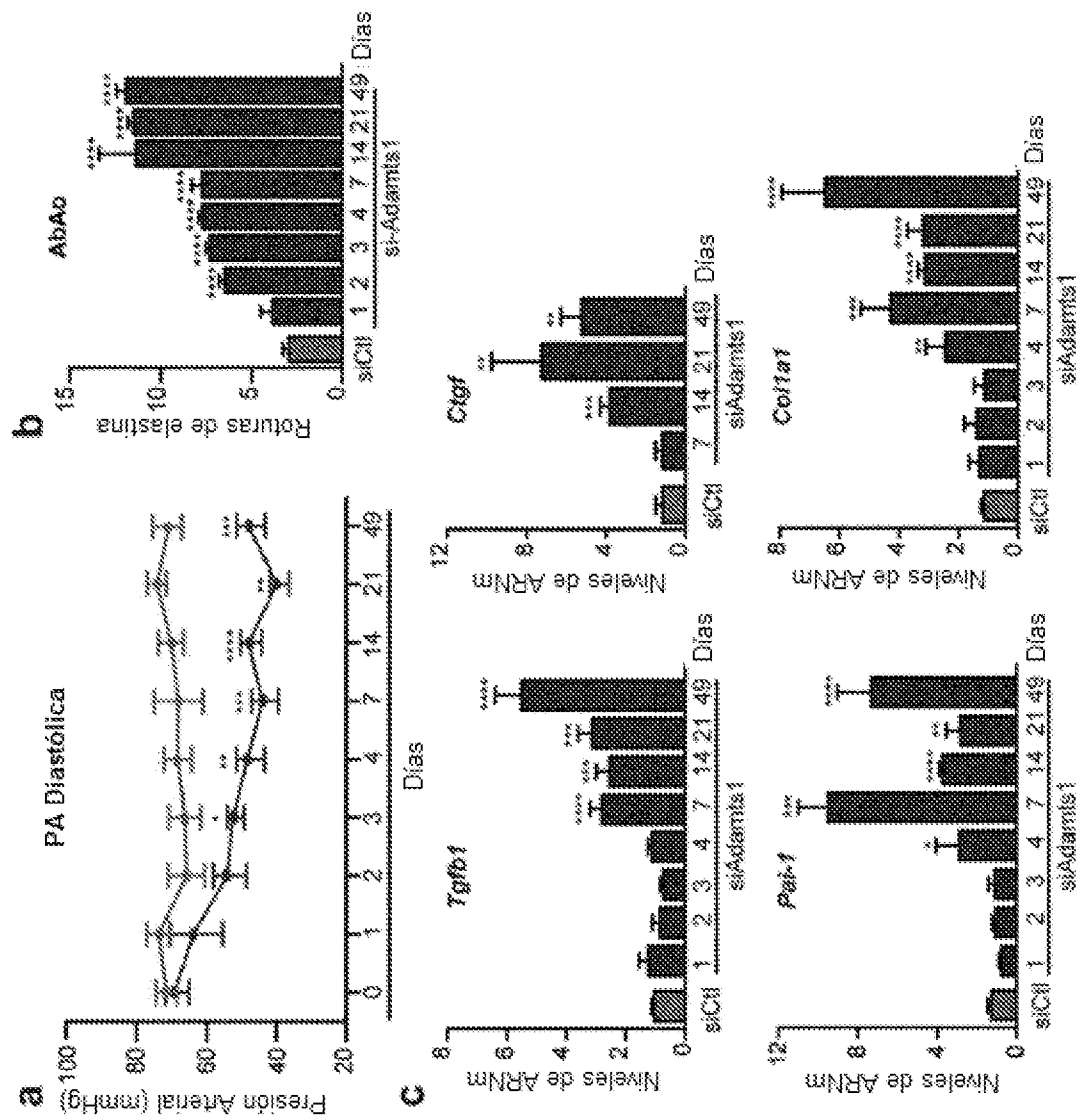 a
PA Diastólica
Presión Arterial (mmHg)
100
80
60
40
20
0 1 2 3 4 7 14 21 49
Días
* ** *** **** ** ***
b
AbAo
Roturas de elastina
15
10
5
0
siCtl 1 2 3 4 7 14 21 49 Días
si-Adamts1
**** **** **** **** **** **** ****
c
Tgfb1
Niveles de ARNm
8
6
4
2
0
siCtl 1 2 3 4 7 14 21 49 Días
siAdamts1
Ctgf
Niveles de ARNm
12
8
4
0
siCtl 7 14 21 49 Días
siAdamts1
Pai-1
Niveles de ARNm
12
8
4
0
siCtl 1 2 3 4 7 14 21 49 Días
siAdamts1
Col1a1
Niveles de ARNm
8
6
4
2
0
siCtl 1 2 3 4 7 14 21 49 Días
siAdamts1